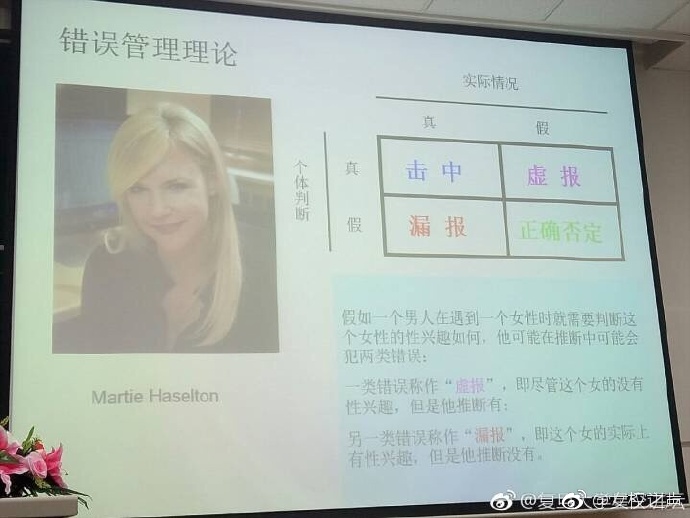 错误管理理论
实际情况
真 假
个体判断
真 击中 虚报
假 漏报 正确否定
Martie Haselton
假如一个男人在遇到一个女性时就需要判断这
个女性的性兴趣如何，他可能在推断中可能会
犯两类错误：
一类错误称作“虚报”，即尽管这个女的没有
性兴趣，但是他推断有；
另一类错误称作“漏报”，即这个女的实际上
有性兴趣，但是他推断没有。